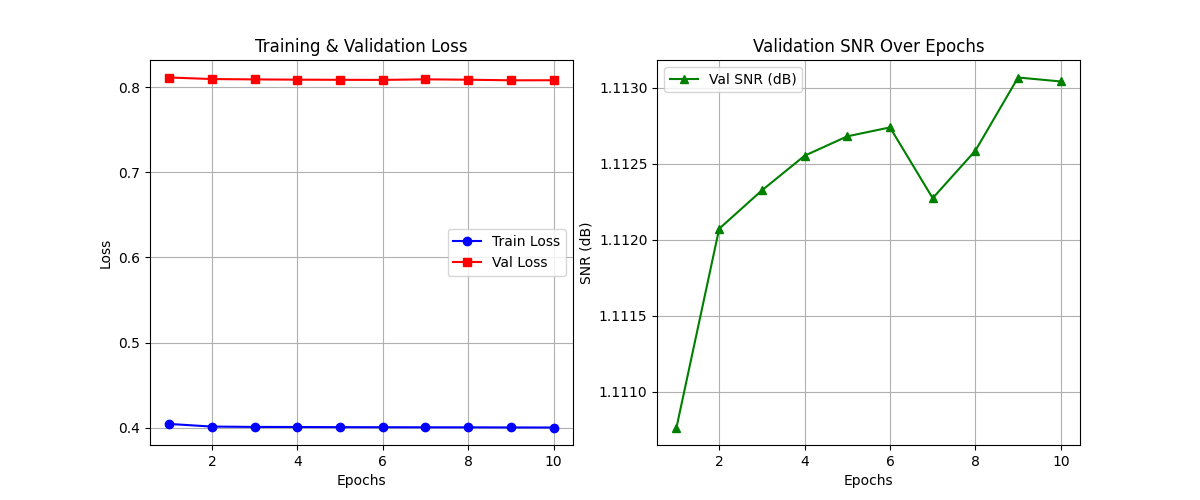 Training & Validation Loss
0.8
0.7
0.6
0.5
0.4
Loss
Train Loss
Val Loss
2
4
6
8
10
Epochs
Validation SNR Over Epochs
Val SNR (dB)
1.1130
1.1125
1.1120
1.1115
1.1110
SNR (dB)
2
4
6
8
10
Epochs